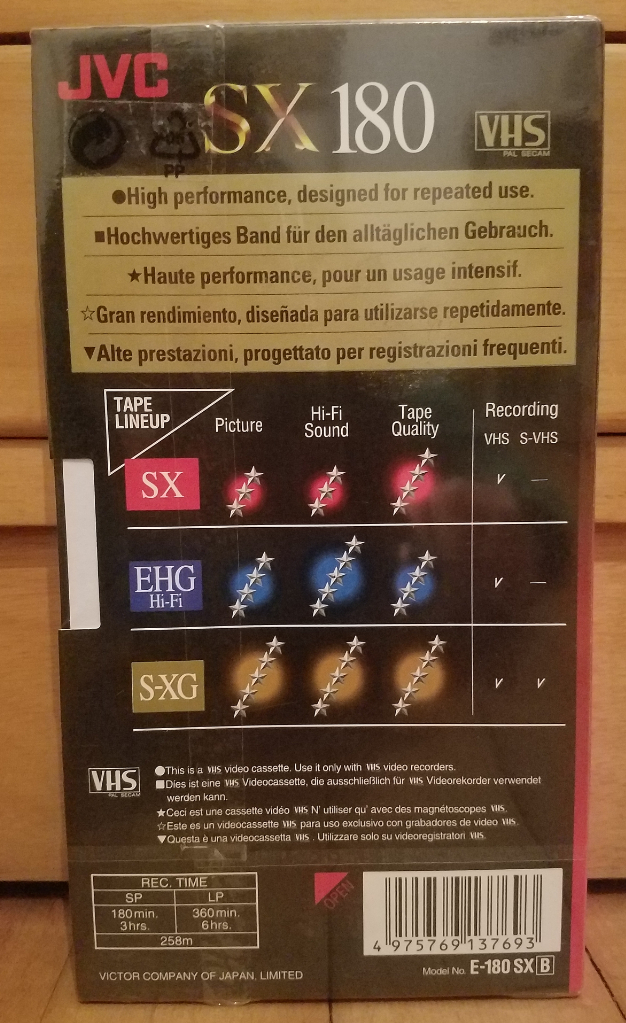 JVC
SX 180
VHS
PAL SECAM
PP
●High performance, designed for repeated use.
■Hochwertiges Band für den alltäglichen Gebrauch.
★Haute performance, pour un usage intensif.
☆Gran rendimiento, diseñada para utilizarse repetidamente.
▼Alte prestazioni, progettato per registrazioni frequenti.
TAPE
LINEUP
Picture
Hi-Fi
Sound
Tape
Quality
Recording
VHS S-VHS
SX
EHG
Hi-Fi
S-XG
VHS
PAL SECAM
●This is a VHS video cassette. Use it only with VHS video recorders.
■Dies ist eine VHS Videocassette, die ausschließlich für VHS Videorekorder verwendet
werden kann.
★Ceci est une cassette vidéo VHS N' utiliser qu' avec des magnétoscopes VHS.
☆Este es un videocassette VHS para uso exclusivo con grabadores de video VHS.
▼Questa è una videocassetta VHS . Utilizzare solo su videoregistratori VHS.
REC. TIME
SP LP
180min. 360min.
3hrs. 6hrs.
258m
OPEN
4 975769 137693
VICTOR COMPANY OF JAPAN, LIMITED
Model No. E-180 SX B